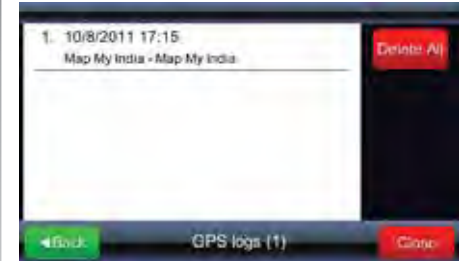 1. 10/8/2011 17:15
Map My India - Map My India
Delete All
◄Back
GPS logs (1)
Close